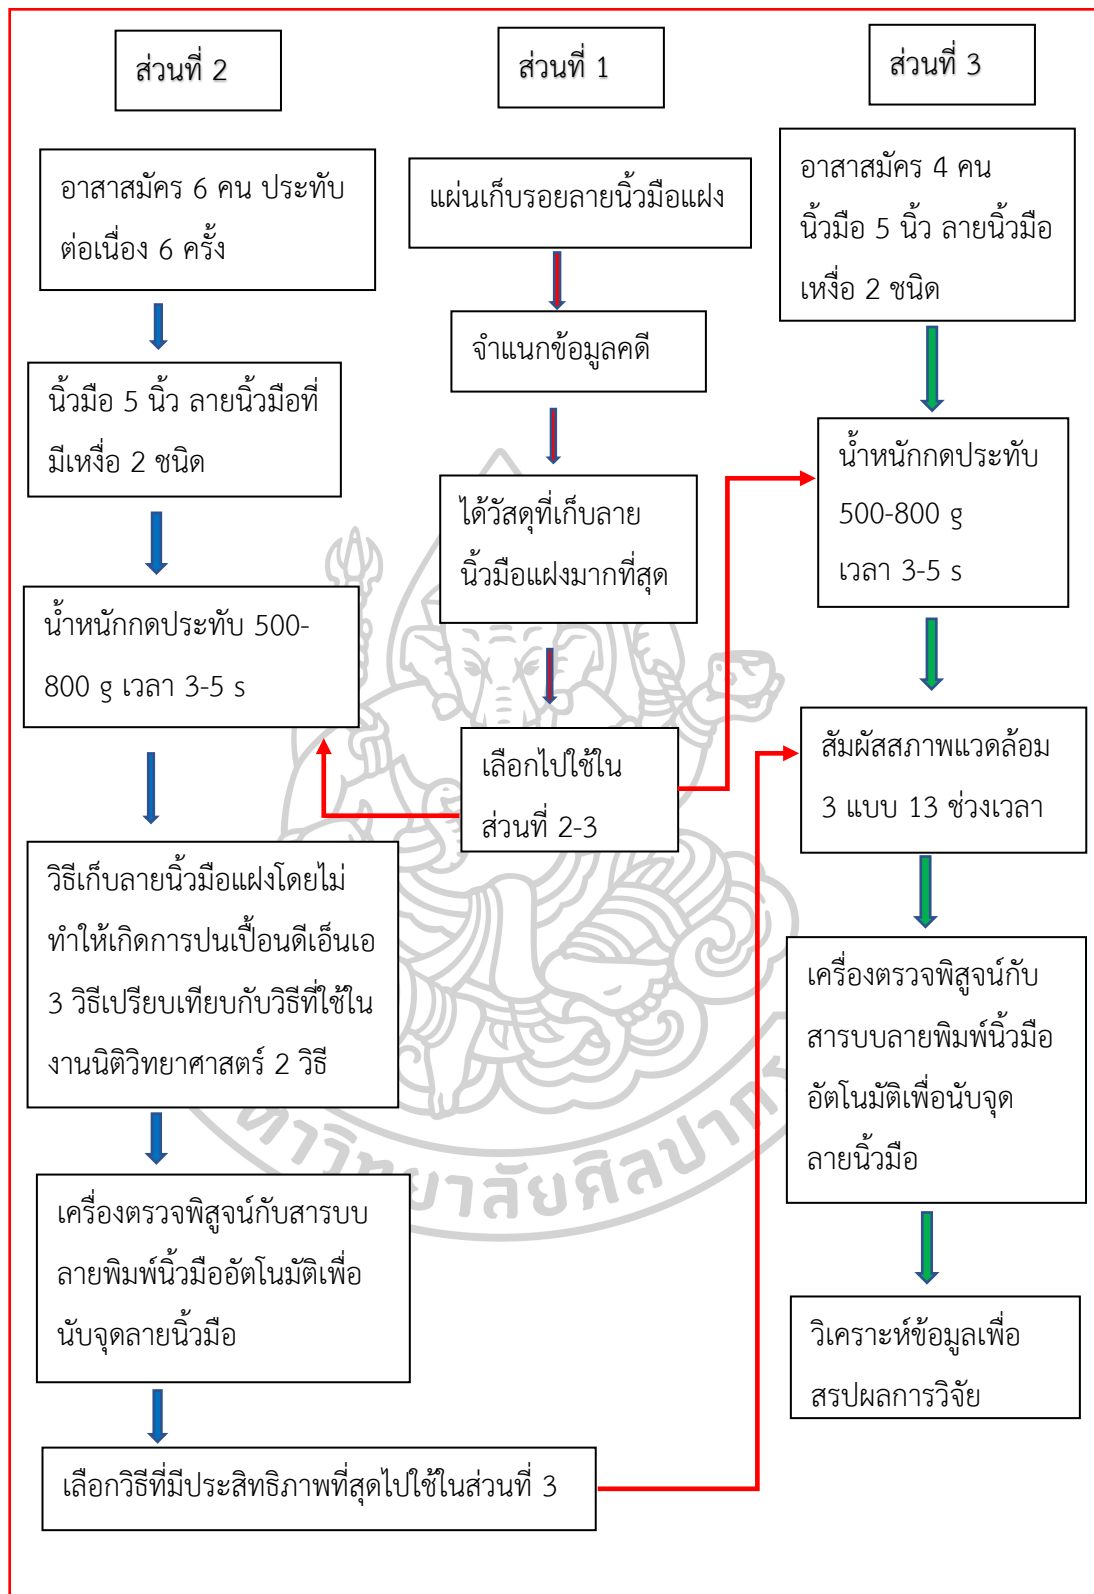 ส่วนที่ 2
ส่วนที่ 1
ส่วนที่ 3
อาสาสมัคร 6 คน ประทับ
ต่อเนื่อง 6 ครั้ง
นิ้วมือ 5 นิ้ว ลายนิ้วมือที่
มีเหงื่อ 2 ชนิด
น้ำหนักกดประทับ 500-
800 g เวลา 3-5 s
วิธีเก็บลายนิ้วมือแฝงโดยไม่
ทำให้เกิดการปนเปื้อนดีเอ็นเอ
3 วิธีเปรียบเทียบกับวิธีที่ใช้ใน
งานนิติวิทยาศาสตร์ 2 วิธี
เครื่องตรวจพิสูจน์กับสารบบ
ลายพิมพ์นิ้วมืออัตโนมัติเพื่อ
นับจุดลายนิ้วมือ
เลือกวิธีที่มีประสิทธิภาพที่สุดไปใช้ในส่วนที่ 3
แผ่นเก็บรอยลายนิ้วมือแฝง
จำแนกข้อมูลคดี
ได้วัสดุที่เก็บลาย
นิ้วมือแฝงมากที่สุด
เลือกไปใช้ใน
ส่วนที่ 2-3
อาสาสมัคร 4 คน
นิ้วมือ 5 นิ้ว ลายนิ้วมือ
เหงื่อ 2 ชนิด
น้ำหนักกดประทับ
500-800 g
เวลา 3-5 s
สัมผัสสภาพแวดล้อม
3 แบบ 13 ช่วงเวลา
เครื่องตรวจพิสูจน์กับ
สารบบลายพิมพ์นิ้วมือ
อัตโนมัติเพื่อนับจุด
ลายนิ้วมือ
วิเคราะห์ข้อมูลเพื่อ
สรปผลการวิจัย